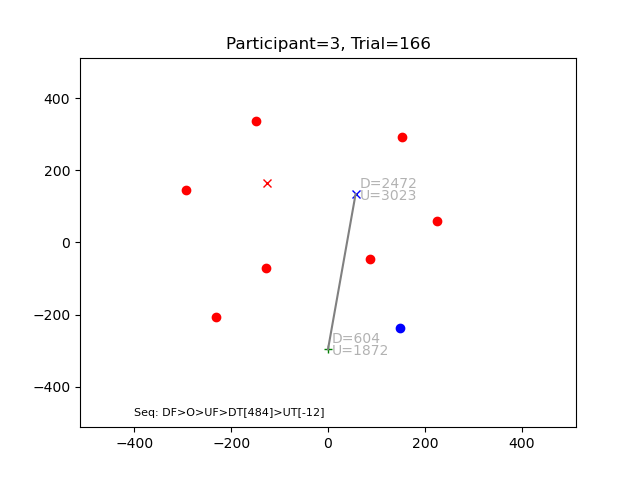 Participant=3, Trial=166
400
200
0
−200
−400
D=2472
U=3023
D=604
U=1872
Seq: DF>O>UF>DT[484]>UT[-12]
−400
−200
0
200
400